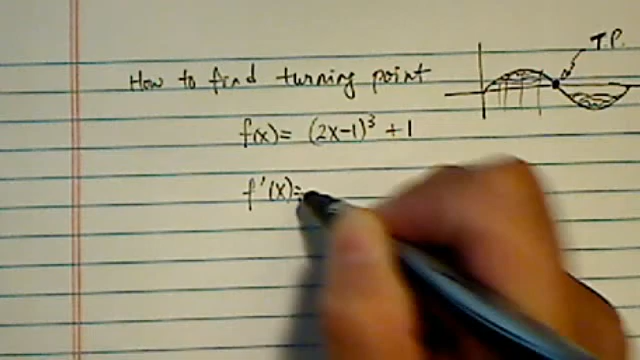 T.P.
How to find turning point
f(x) = (2x-1)³ + 1
f'(x)=